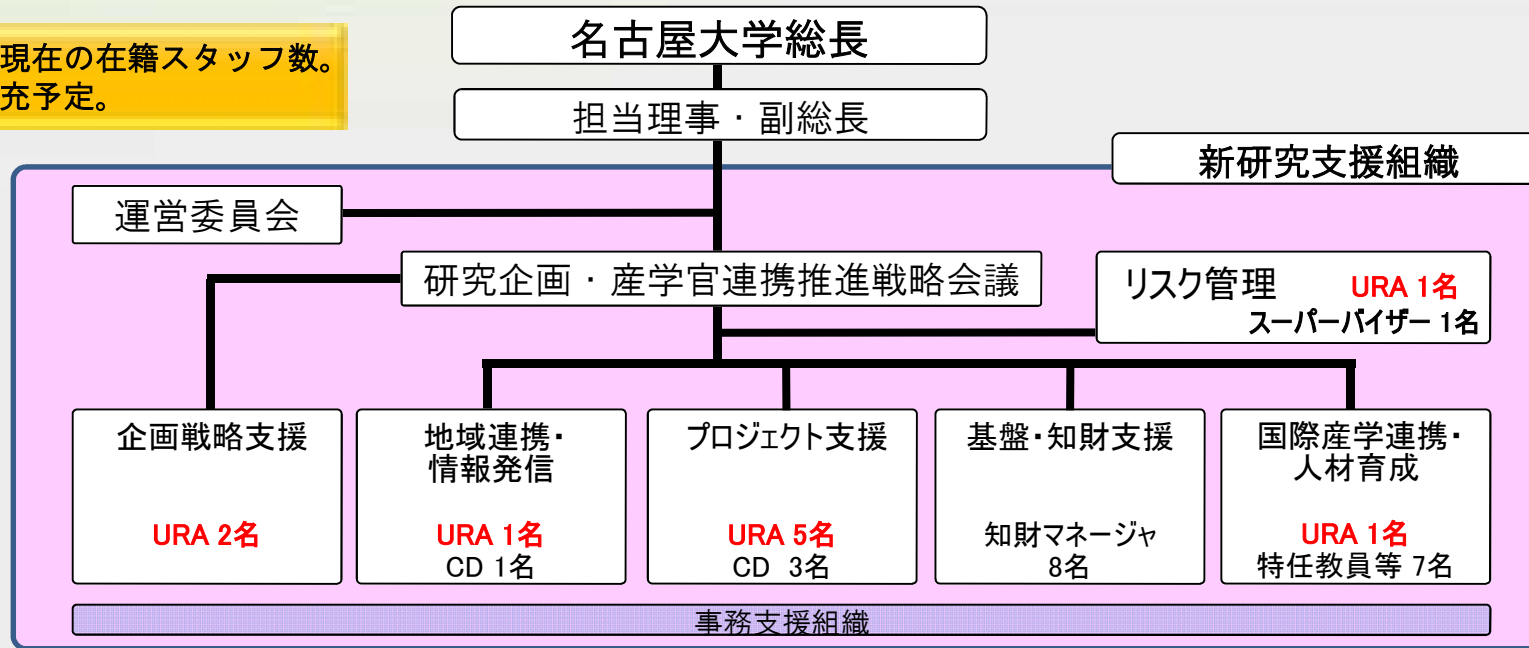 現在の在籍スタッフ数。
充予定。
名古屋大学総長
担当理事・副総長
新研究支援組織
運営委員会
研究企画・産学官連携推進戦略会議
リスク管理 URA 1名
スーパーバイザー 1名
企画戦略支援
URA 2名
地域連携・
情報発信
URA 1名
CD 1名
プロジェクト支援
URA 5名
CD 3名
基盤・知財支援
知財マネージャ
8名
国際産学連携・
人材育成
URA 1名
特任教員等 7名
事務支援組織